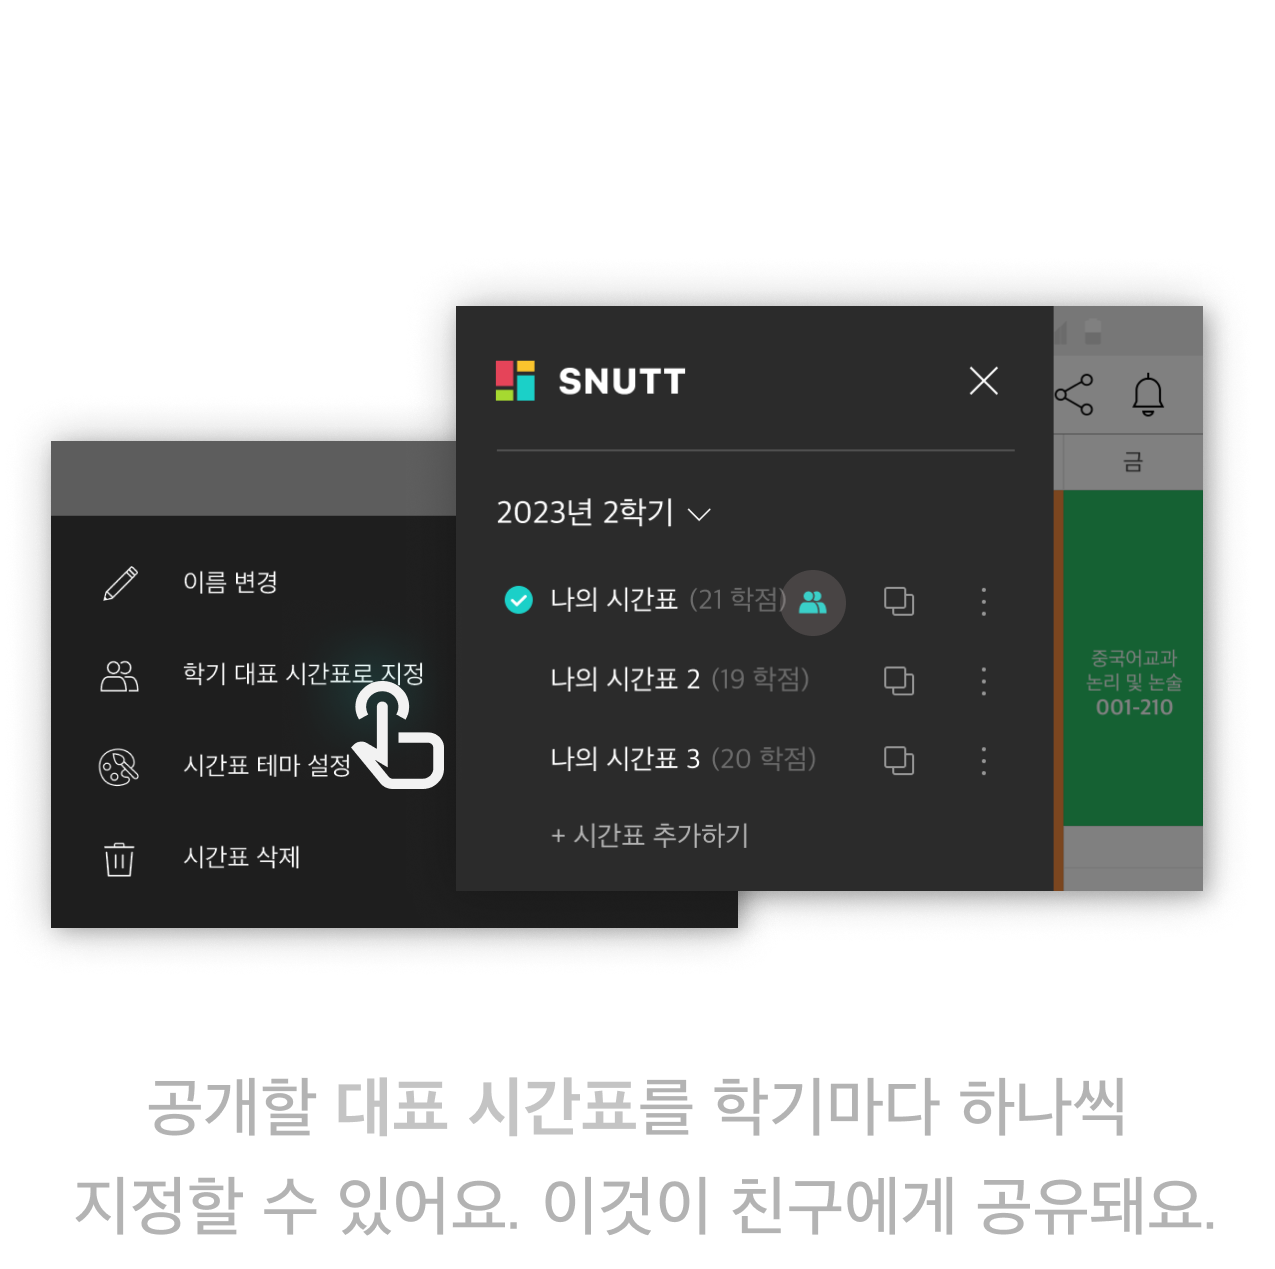 SNUTT
금
2023년 2학기
나의 시간표 (21 학점)
나의 시간표 2 (19 학점)
나의 시간표 3 (20 학점)
+ 시간표 추가하기
중국어교과
논리 및 논술
001-210
이름 변경
학기 대표 시간표로 지정
시간표 테마 설정
시간표 삭제
공개할 대표 시간표를 학기마다 하나씩
지정할 수 있어요. 이것이 친구에게 공유돼요.